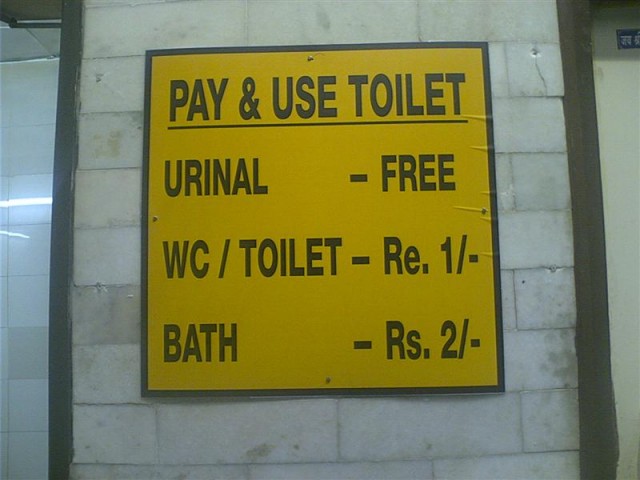 PAY & USE TOILET
URINAL – FREE
WC / TOILET – Re. 1/-
BATH – Rs. 2/-